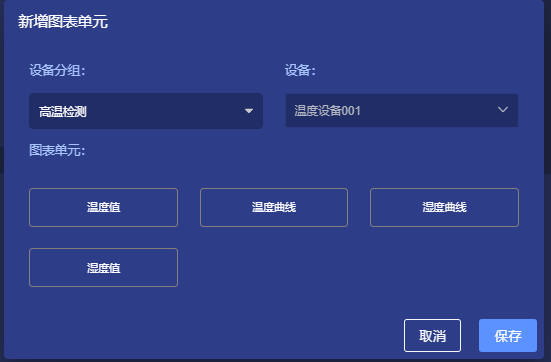 新增图表单元
设备分组： 设备：
高温检测 温度设备001
图表单元：
温度值 温度曲线 湿度曲线
湿度值
取消 保存